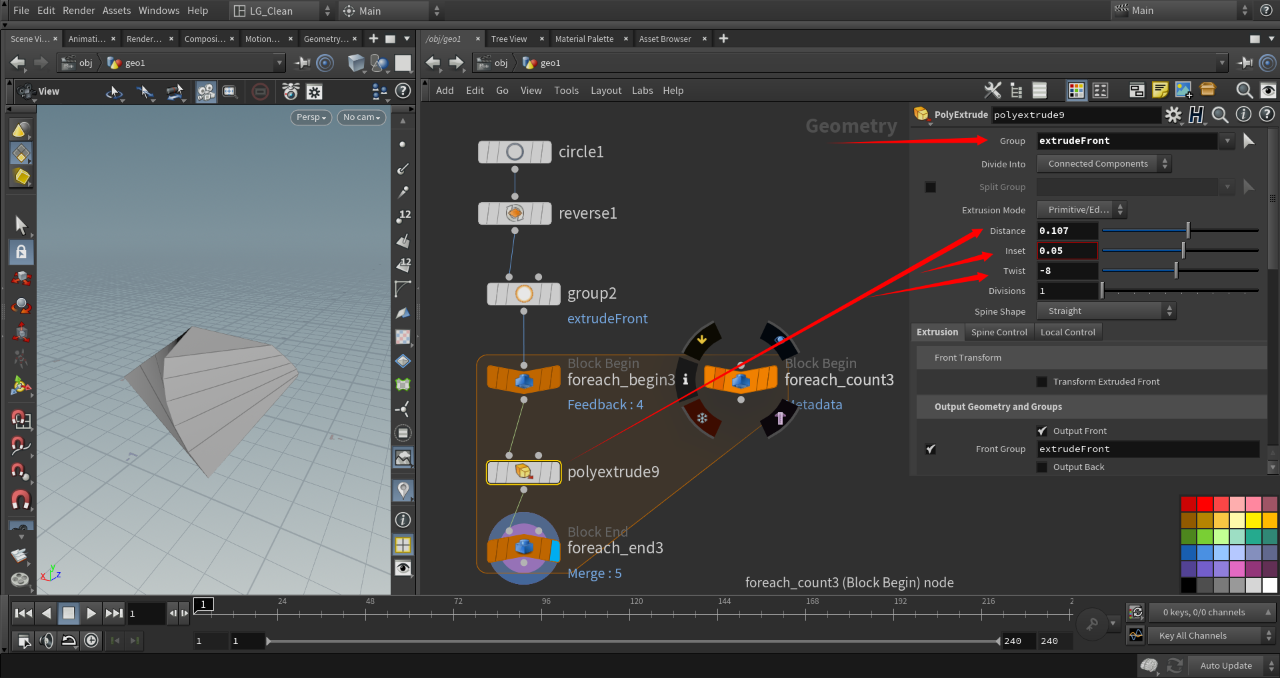 File Edit Render Assets Windows Help LG_Clean Main Main
Scene Vi... Animati... Render... Composi... Motion... Geometry... /obj/geo1 Tree View Material Palette Asset Browser
obj geo1 obj geo1
View Add Edit Go View Tools Layout Labs Help
Persp No cam
Geometry
PolyExtrude polyextrude9
Group extrudeFront
Divide Into Connected Components
Split Group
Extrusion Mode Primitive/Ed...
Distance 0.107
Inset 0.05
Twist -8
Divisions 1
Spine Shape Straight
Extrusion Spine Control Local Control
Front Transform
Transform Extruded Front
Output Geometry and Groups
Output Front
Front Group extrudeFront
Output Back
circle1
reverse1
group2
extrudeFront
Block Begin
foreach_begin3
Feedback : 4
Block Begin
foreach_count3
Metadata
polyextrude9
Block End
foreach_end3
Merge : 5
foreach_count3 (Block Begin) node
12
12
x z
1 1 24 48 72 96 120 144 168 192 216 2
0 keys, 0/0 channels
1 1 240 240
Key All Channels
Auto Update